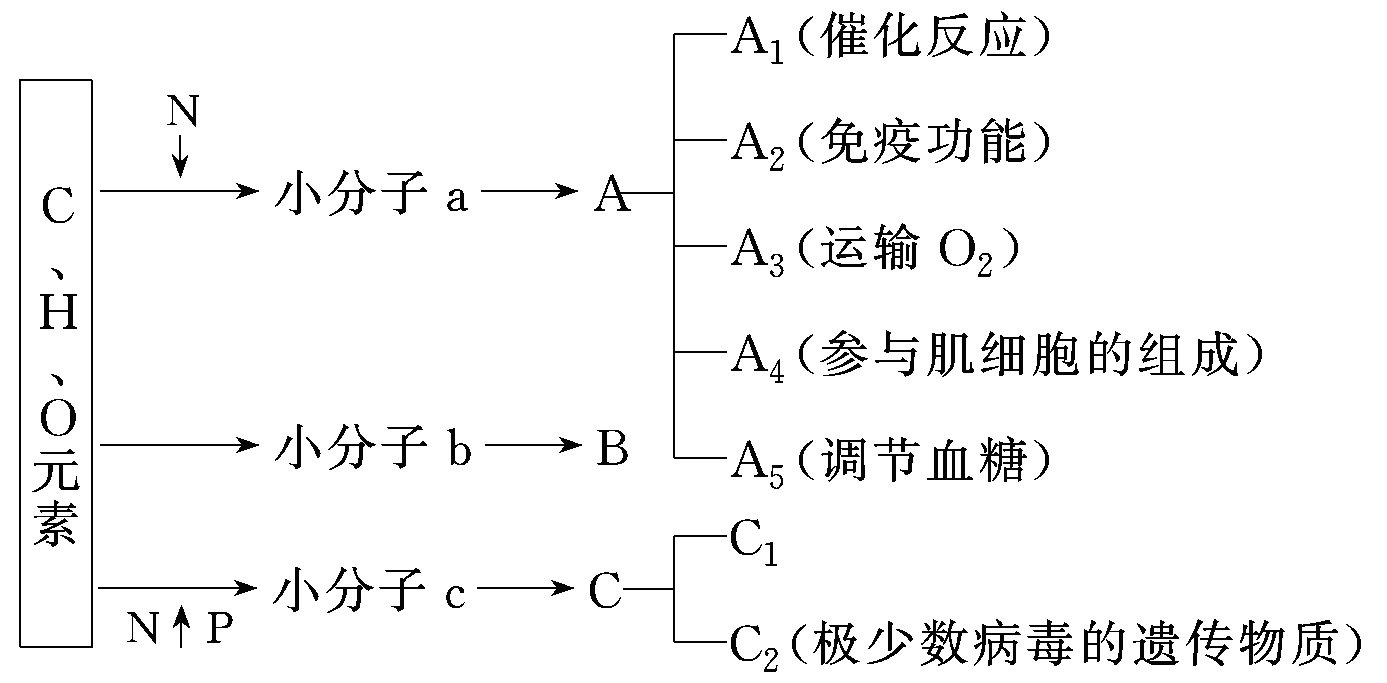 C、H、O元素
N
小分子 a
A
A₁(催化反应)
A₂(免疫功能)
A₃(运输 O₂)
A₄(参与肌细胞的组成)
A₅(调节血糖)
小分子 b
B
N P
小分子 c
C
C₁
C₂(极少数病毒的遗传物质)